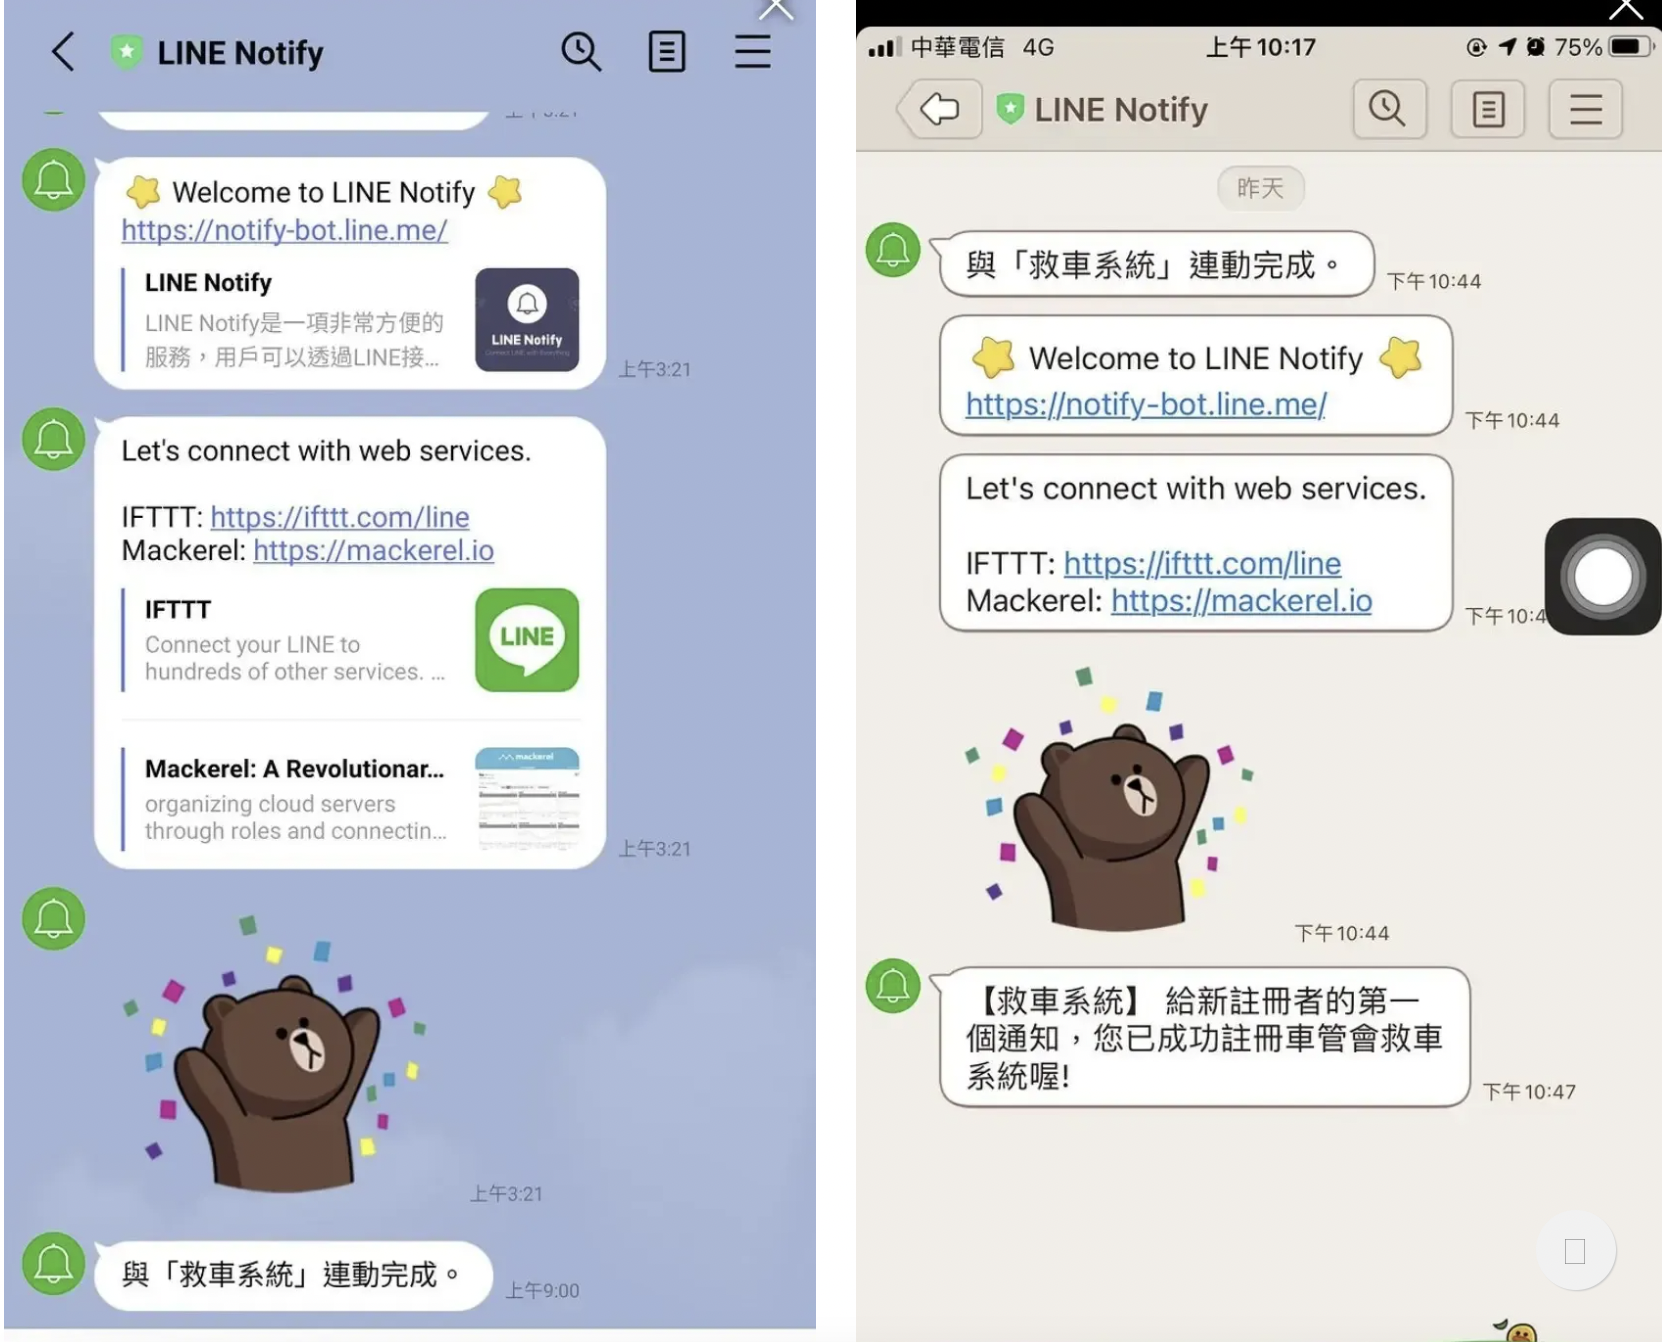 LINE Notify
上午3:21
Welcome to LINE Notify
https://notify-bot.line.me/
LINE Notify
LINE Notify是一項非常方便的
服務，用戶可以透過LINE接...
LINE Notify
上午3:21
Let's connect with web services.
IFTTT: https://ifttt.com/line
Mackerel: https://mackerel.io
IFTTT
Connect your LINE to
hundreds of other services. ...
LINE
Mackerel: A Revolutionar...
organizing cloud servers
through roles and connectin...
mackerel
上午3:21
上午3:21
與「救車系統」連動完成。
上午9:00
中華電信 4G
上午10:17
75%
LINE Notify
昨天
與「救車系統」連動完成。
下午10:44
Welcome to LINE Notify
https://notify-bot.line.me/
下午10:44
Let's connect with web services.
IFTTT: https://ifttt.com/line
Mackerel: https://mackerel.io
下午10:4
下午10:44
【救車系統】 給新註冊者的第一
個通知，您已成功註冊車管會救車
系統喔!
下午10:47